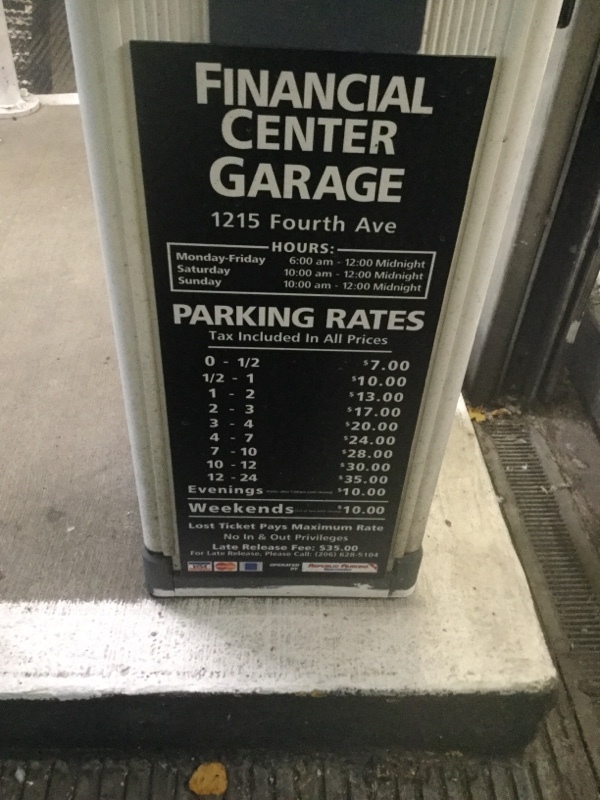 FINANCIAL
CENTER
GARAGE
1215 Fourth Ave
HOURS:
Monday-Friday 6:00 am - 12:00 Midnight
Saturday 10:00 am - 12:00 Midnight
Sunday 10:00 am - 12:00 Midnight
PARKING RATES
Tax Included In All Prices
0 - 1/2 $7.00
1/2 - 1 $10.00
1 - 2 $13.00
2 - 3 $17.00
3 - 4 $20.00
4 - 7 $24.00
7 - 10 $28.00
10 - 12 $30.00
12 - 24 $35.00
Evenings $10.00
Weekends $10.00
Lost Ticket Pays Maximum Rate
No In & Out Privileges
Late Release Fee: $35.00
For Late Release, Please Call: (206) 628-5104
VISA OPERATED BY REPUBLIC PARKING